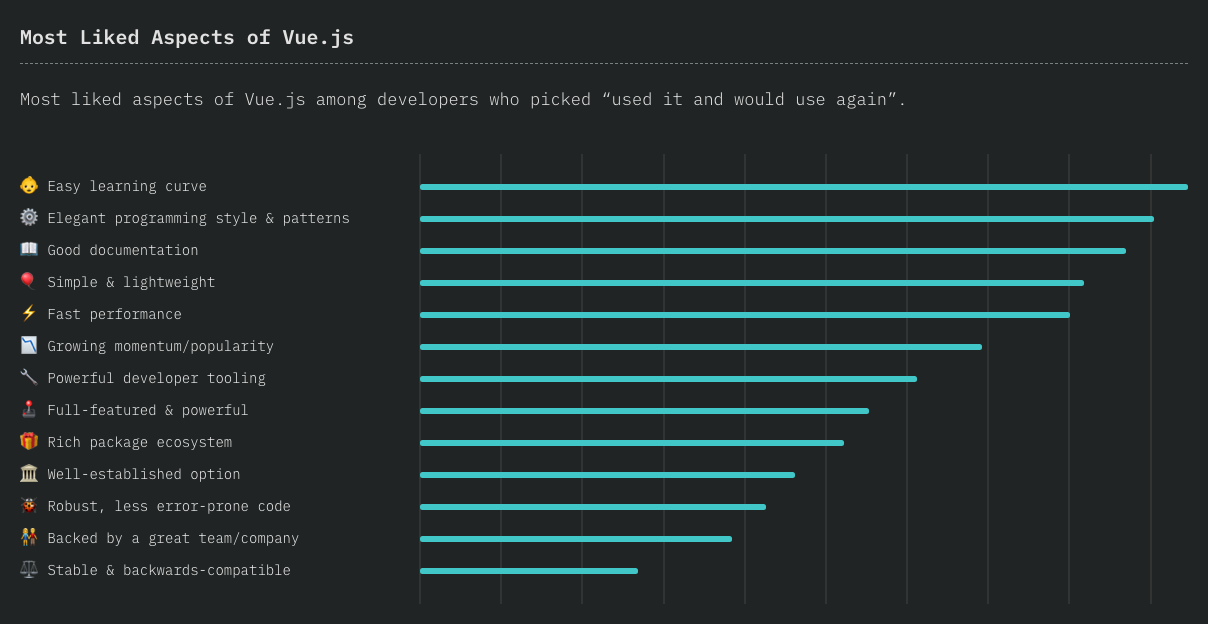 Most Liked Aspects of Vue.js
Most liked aspects of Vue.js among developers who picked “used it and would use again”.
Easy learning curve
Elegant programming style & patterns
Good documentation
Simple & lightweight
Fast performance
Growing momentum/popularity
Powerful developer tooling
Full-featured & powerful
Rich package ecosystem
Well-established option
Robust, less error-prone code
Backed by a great team/company
Stable & backwards-compatible